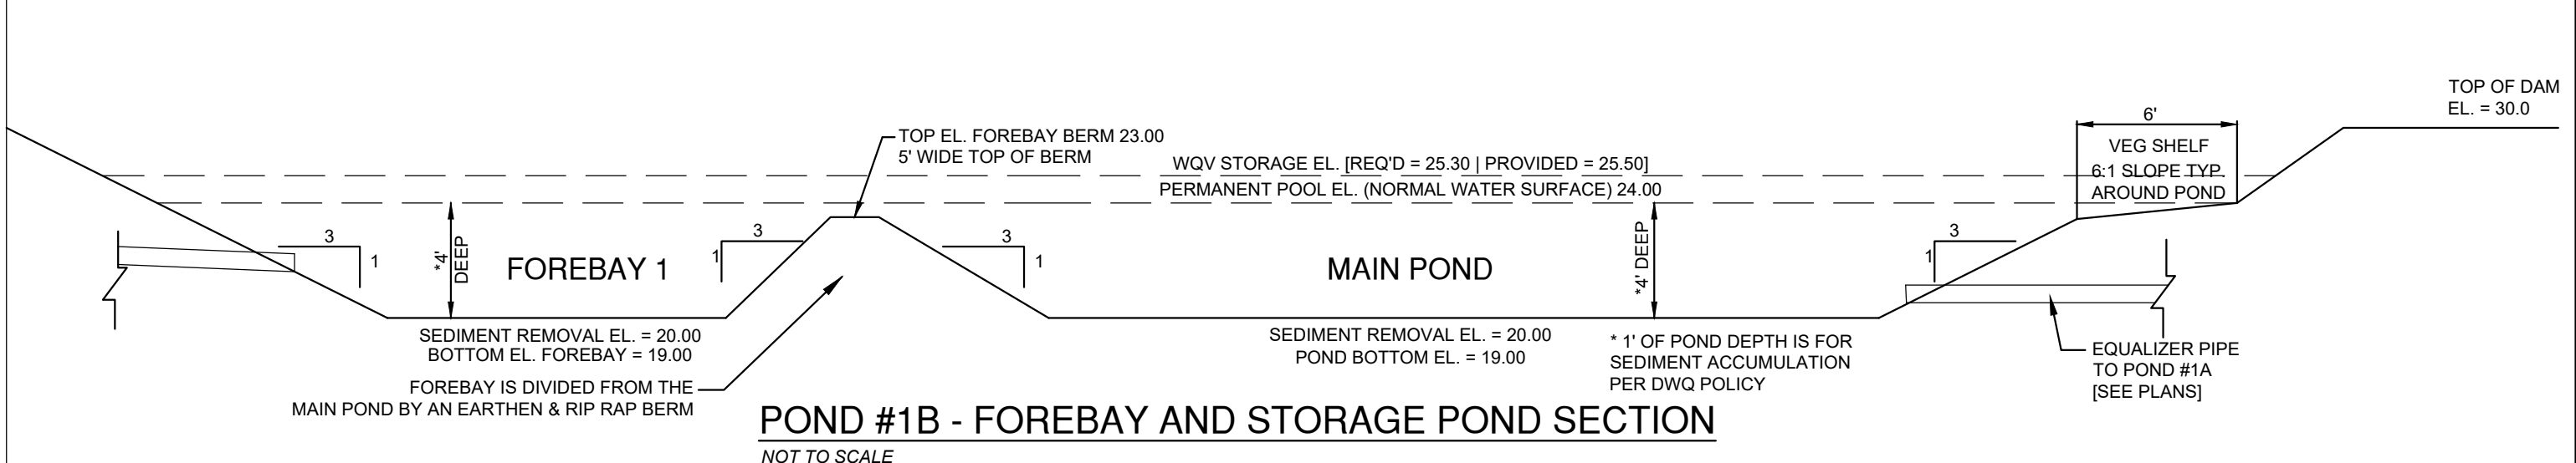 TOP OF DAM
EL. = 30.0
6'
VEG SHELF
6:1 SLOPE TYP.
AROUND POND
TOP EL. FOREBAY BERM 23.00
5' WIDE TOP OF BERM
WQV STORAGE EL. [REQ'D = 25.30 | PROVIDED = 25.50]
PERMANENT POOL EL. (NORMAL WATER SURFACE) 24.00
3
1
*4'
DEEP
FOREBAY 1
3
1
3
1
MAIN POND
*4' DEEP
3
1
SEDIMENT REMOVAL EL. = 20.00
BOTTOM EL. FOREBAY = 19.00
SEDIMENT REMOVAL EL. = 20.00
POND BOTTOM EL. = 19.00
* 1' OF POND DEPTH IS FOR
SEDIMENT ACCUMULATION
PER DWQ POLICY
EQUALIZER PIPE
TO POND #1A
[SEE PLANS]
FOREBAY IS DIVIDED FROM THE
MAIN POND BY AN EARTHEN & RIP RAP BERM
POND #1B - FOREBAY AND STORAGE POND SECTION
NOT TO SCALE